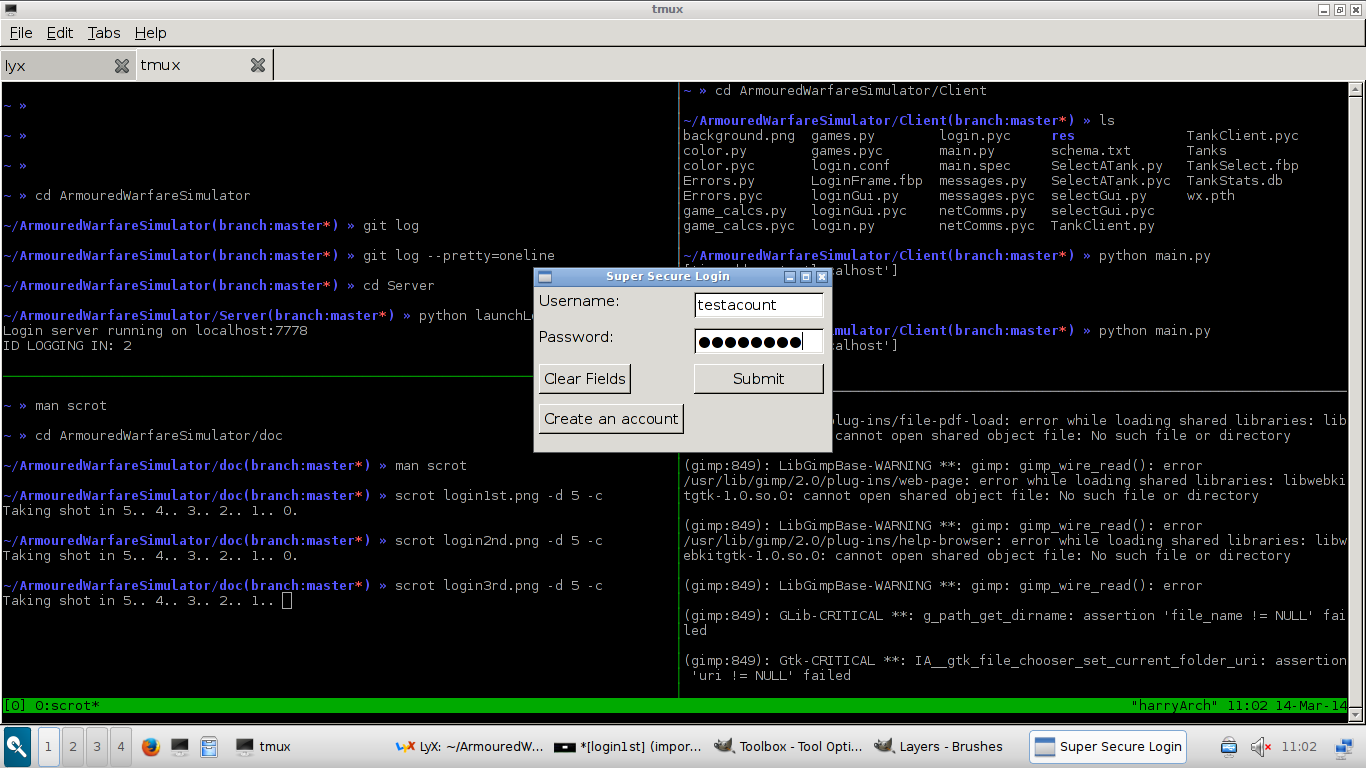 tmux
File Edit Tabs Help
lyx
tmux
~ »
~ »
~ »
~ » cd ArmouredWarfareSimulator
~/ArmouredWarfareSimulator(branch:master*) » git log
~/ArmouredWarfareSimulator(branch:master*) » git log --pretty=oneline
~/ArmouredWarfareSimulator(branch:master*) » cd Server
~/ArmouredWarfareSimulator/Server(branch:master*) » python launchLo
Login server running on localhost:7778
ID LOGGING IN: 2
~ » man scrot
~ » cd ArmouredWarfareSimulator/doc
~/ArmouredWarfareSimulator/doc(branch:master*) » man scrot
~/ArmouredWarfareSimulator/doc(branch:master*) » scrot login1st.png -d 5 -c
Taking shot in 5.. 4.. 3.. 2.. 1.. 0.
~/ArmouredWarfareSimulator/doc(branch:master*) » scrot login2nd.png -d 5 -c
Taking shot in 5.. 4.. 3.. 2.. 1.. 0.
~/ArmouredWarfareSimulator/doc(branch:master*) » scrot login3rd.png -d 5 -c
Taking shot in 5.. 4.. 3.. 2.. 1..
~ » cd ArmouredWarfareSimulator/Client
~/ArmouredWarfareSimulator/Client(branch:master*) » ls
background.png games.py login.pyc res TankClient.pyc
color.py games.pyc main.py schema.txt Tanks
color.pyc login.conf main.spec SelectATank.py TankSelect.fbp
Errors.py LoginFrame.fbp messages.py SelectATank.pyc TankStats.db
Errors.pyc loginGui.py messages.pyc selectGui.py wx.pth
game_calcs.py loginGui.pyc netComms.py selectGui.pyc
game_calcs.pyc login.py netComms.pyc TankClient.py
~/ArmouredWarfareSimulator/Client(branch:master*) » python main.py
calhost']
ulator/Client(branch:master*) » python main.py
calhost']
plug-ins/file-pdf-load: error while loading shared libraries: lib
cannot open shared object file: No such file or directory
(gimp:849): LibGimpBase-WARNING **: gimp: gimp_wire_read(): error
/usr/lib/gimp/2.0/plug-ins/web-page: error while loading shared libraries: libwebki
tgtk-1.0.so.0: cannot open shared object file: No such file or directory
(gimp:849): LibGimpBase-WARNING **: gimp: gimp_wire_read(): error
/usr/lib/gimp/2.0/plug-ins/help-browser: error while loading shared libraries: libw
ebkitgtk-1.0.so.0: cannot open shared object file: No such file or directory
(gimp:849): LibGimpBase-WARNING **: gimp: gimp_wire_read(): error
(gimp:849): GLib-CRITICAL **: g_path_get_dirname: assertion 'file_name != NULL' fai
led
(gimp:849): Gtk-CRITICAL **: IA__gtk_file_chooser_set_current_folder_uri: assertion
'uri != NULL' failed
Super Secure Login
Username: testacount
Password: ●●●●●●●●
Clear Fields Submit
Create an account
[0] 0:scrot* "harryArch" 11:02 14-Mar-14
1 2 3 4 tmux LyX: ~/ArmouredW... *[login1st] (impor... Toolbox - Tool Opti... Layers - Brushes Super Secure Login 11:02